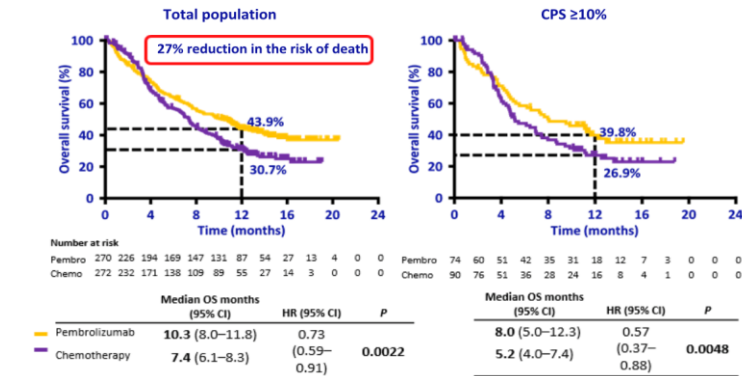 Total population
27% reduction in the risk of death
Overall survival (%)
100
80
60
40
20
0
43.9%
30.7%
0 4 8 12 16 20 24
Time (months)
Number at risk
Pembro 270 226 194 169 147 131 87 54 27 13 4 0 0
Chemo 272 232 171 138 109 89 55 27 14 3 0 0 0
Median OS months
(95% CI) HR (95% CI) P
Pembrolizumab 10.3 (8.0–11.8) 0.73
Chemotherapy 7.4 (6.1–8.3) (0.59–
0.91) 0.0022
CPS ≥10%
Overall survival (%)
100
80
60
40
20
0
39.8%
26.9%
0 4 8 12 16 20 24
Time (months)
Pembro 74 60 51 42 35 31 18 12 7 3 0 0 0
Chemo 90 76 51 36 28 24 16 8 4 1 0 0 0
Median OS months
(95% CI) HR (95% CI) P
8.0 (5.0–12.3) 0.57
5.2 (4.0–7.4) (0.37–
0.88) 0.0048